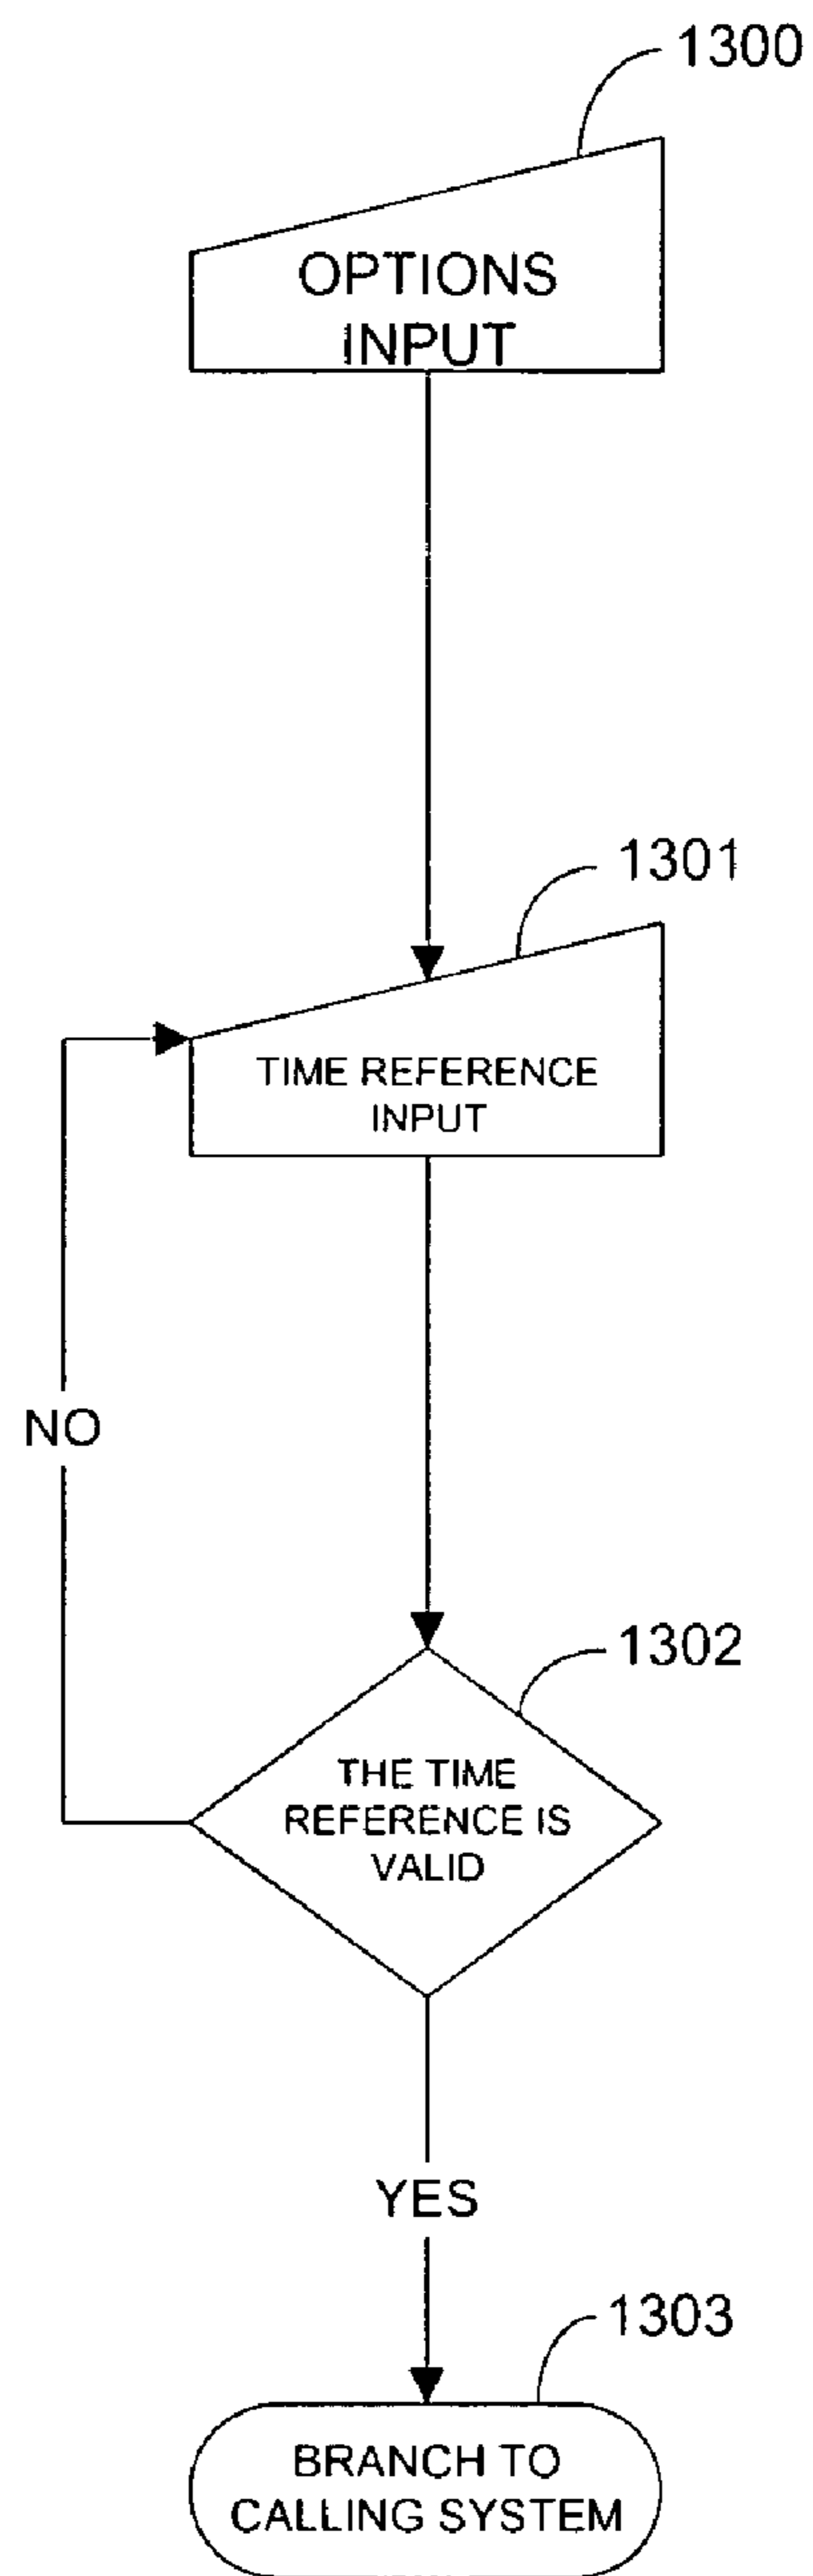 1300
OPTIONS
INPUT
1301
TIME REFERENCE
INPUT
NO
1302
THE TIME
REFERENCE IS
VALID
YES
1303
BRANCH TO
CALLING SYSTEM